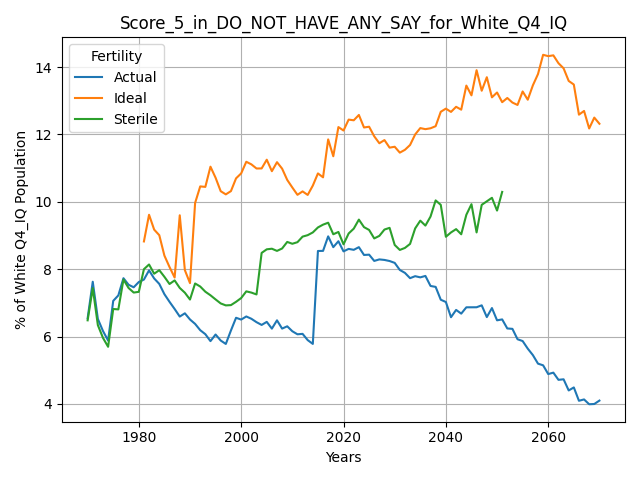 Score_5_in_DO_NOT_HAVE_ANY_SAY_for_White_Q4_IQ
Fertility
Actual
Ideal
Sterile
% of White Q4_IQ Population
14
12
10
8
6
4
1980
2000
2020
2040
2060
Years